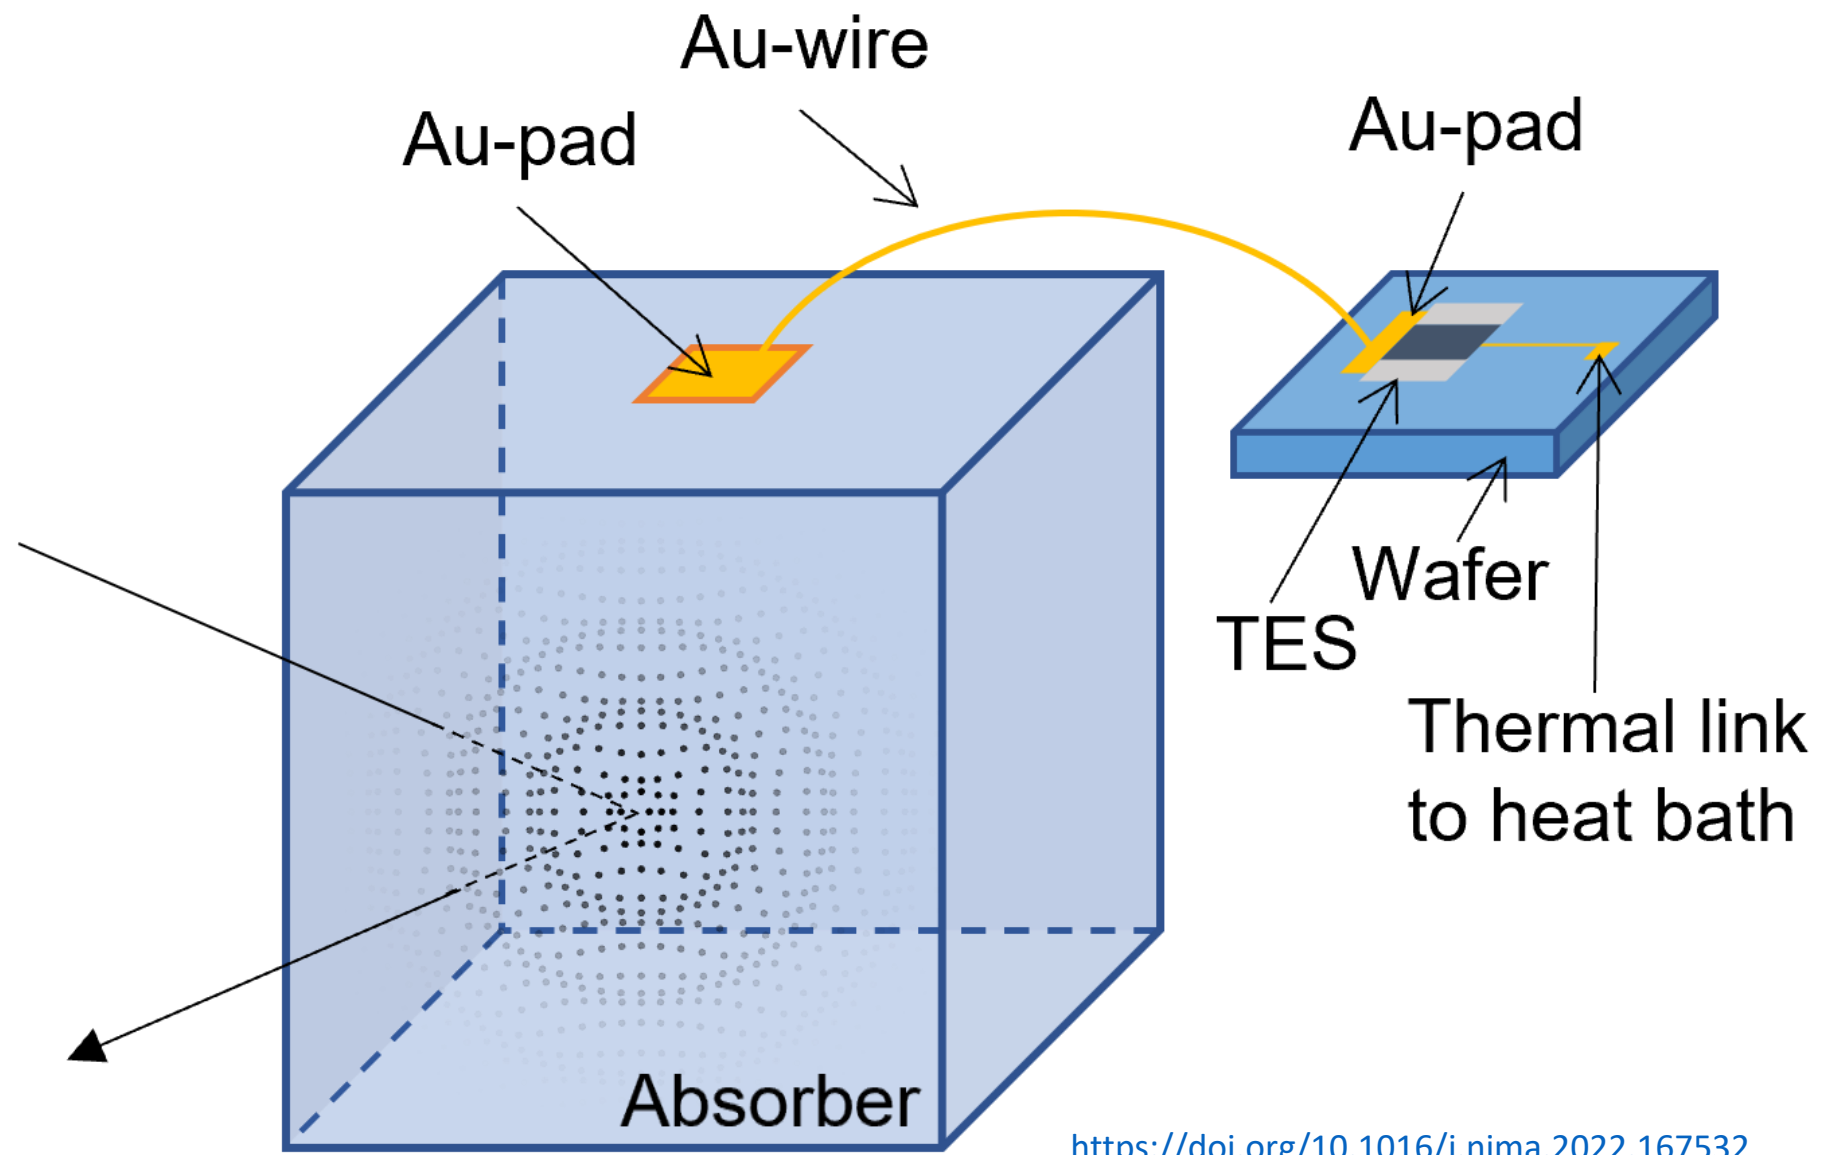 Au-wire
Au-pad
Au-pad
Wafer
TES
Thermal link
to heat bath
Absorber
https://doi.org/10.1016/j.nima.2022.167532